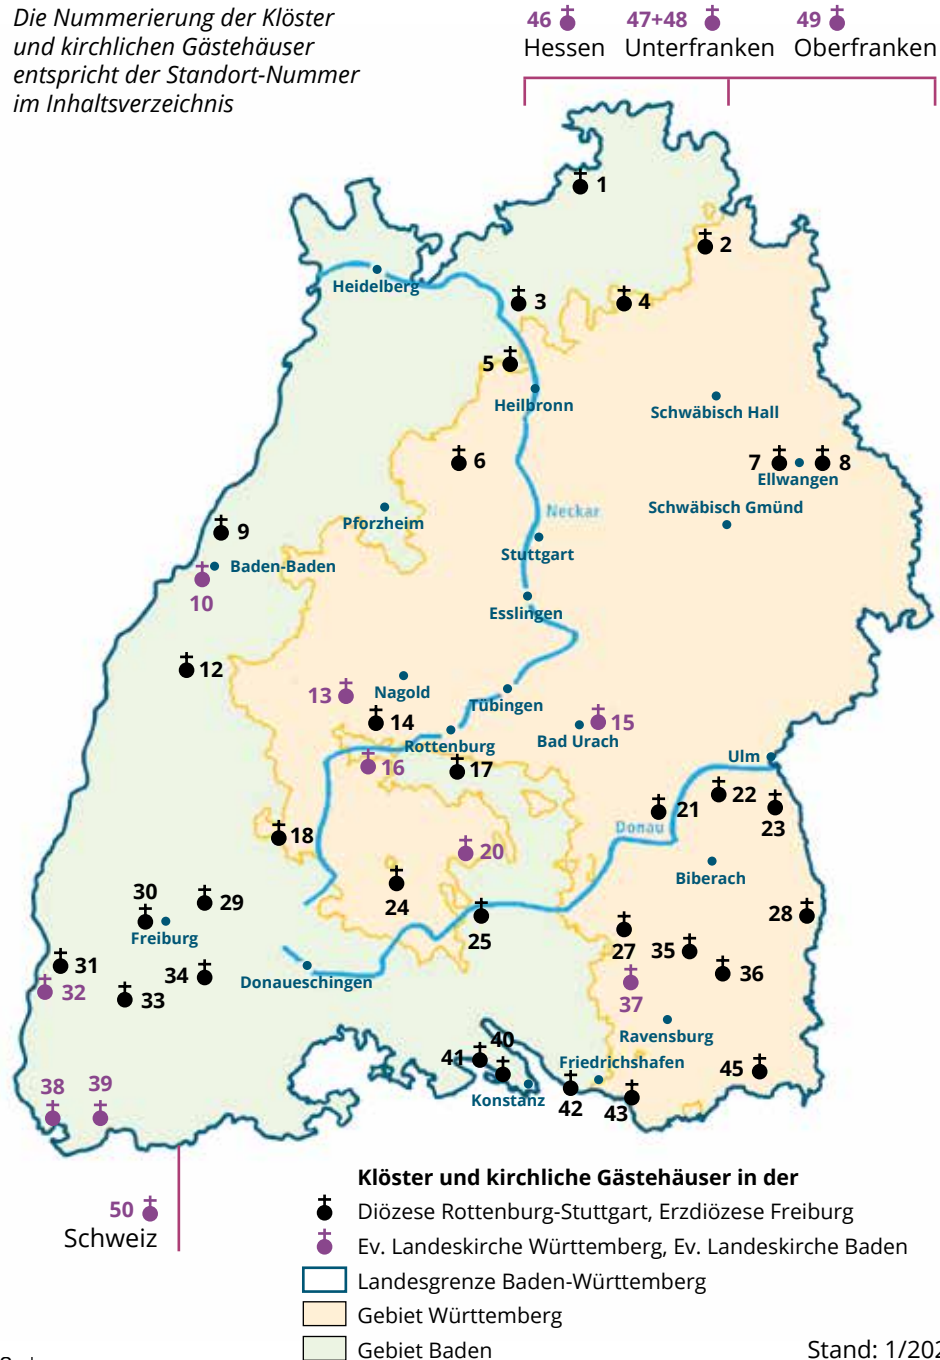 Die Nummerierung der Klöster
und kirchlichen Gästehäuser
entspricht der Standort-Nummer
im Inhaltsverzeichnis
46 47+48 49
Hessen Unterfranken Oberfranken
1
2
Heidelberg
3 4
5
Heilbronn
Schwäbisch Hall
6
7 8
Ellwangen
Schwäbisch Gmünd
Neckar
Pforzheim
9
Stuttgart
Baden-Baden
10
Esslingen
12
13 Nagold
Tübingen
14 15
Rottenburg Bad Urach
Ulm
16 17
22
21
23
Donau
18
20
Biberach
30 29
24
28
Freiburg
25
27 35
31
34 36
Donaueschingen
32 33
37
Ravensburg
40
41
Friedrichshafen
45
38 39
Konstanz
42 43
Klöster und kirchliche Gästehäuser in der
50
Diözese Rottenburg-Stuttgart, Erzdiözese Freiburg
Schweiz
Ev. Landeskirche Württemberg, Ev. Landeskirche Baden
Landesgrenze Baden-Württemberg
Gebiet Württemberg
Gebiet Baden
Stand: 1/202